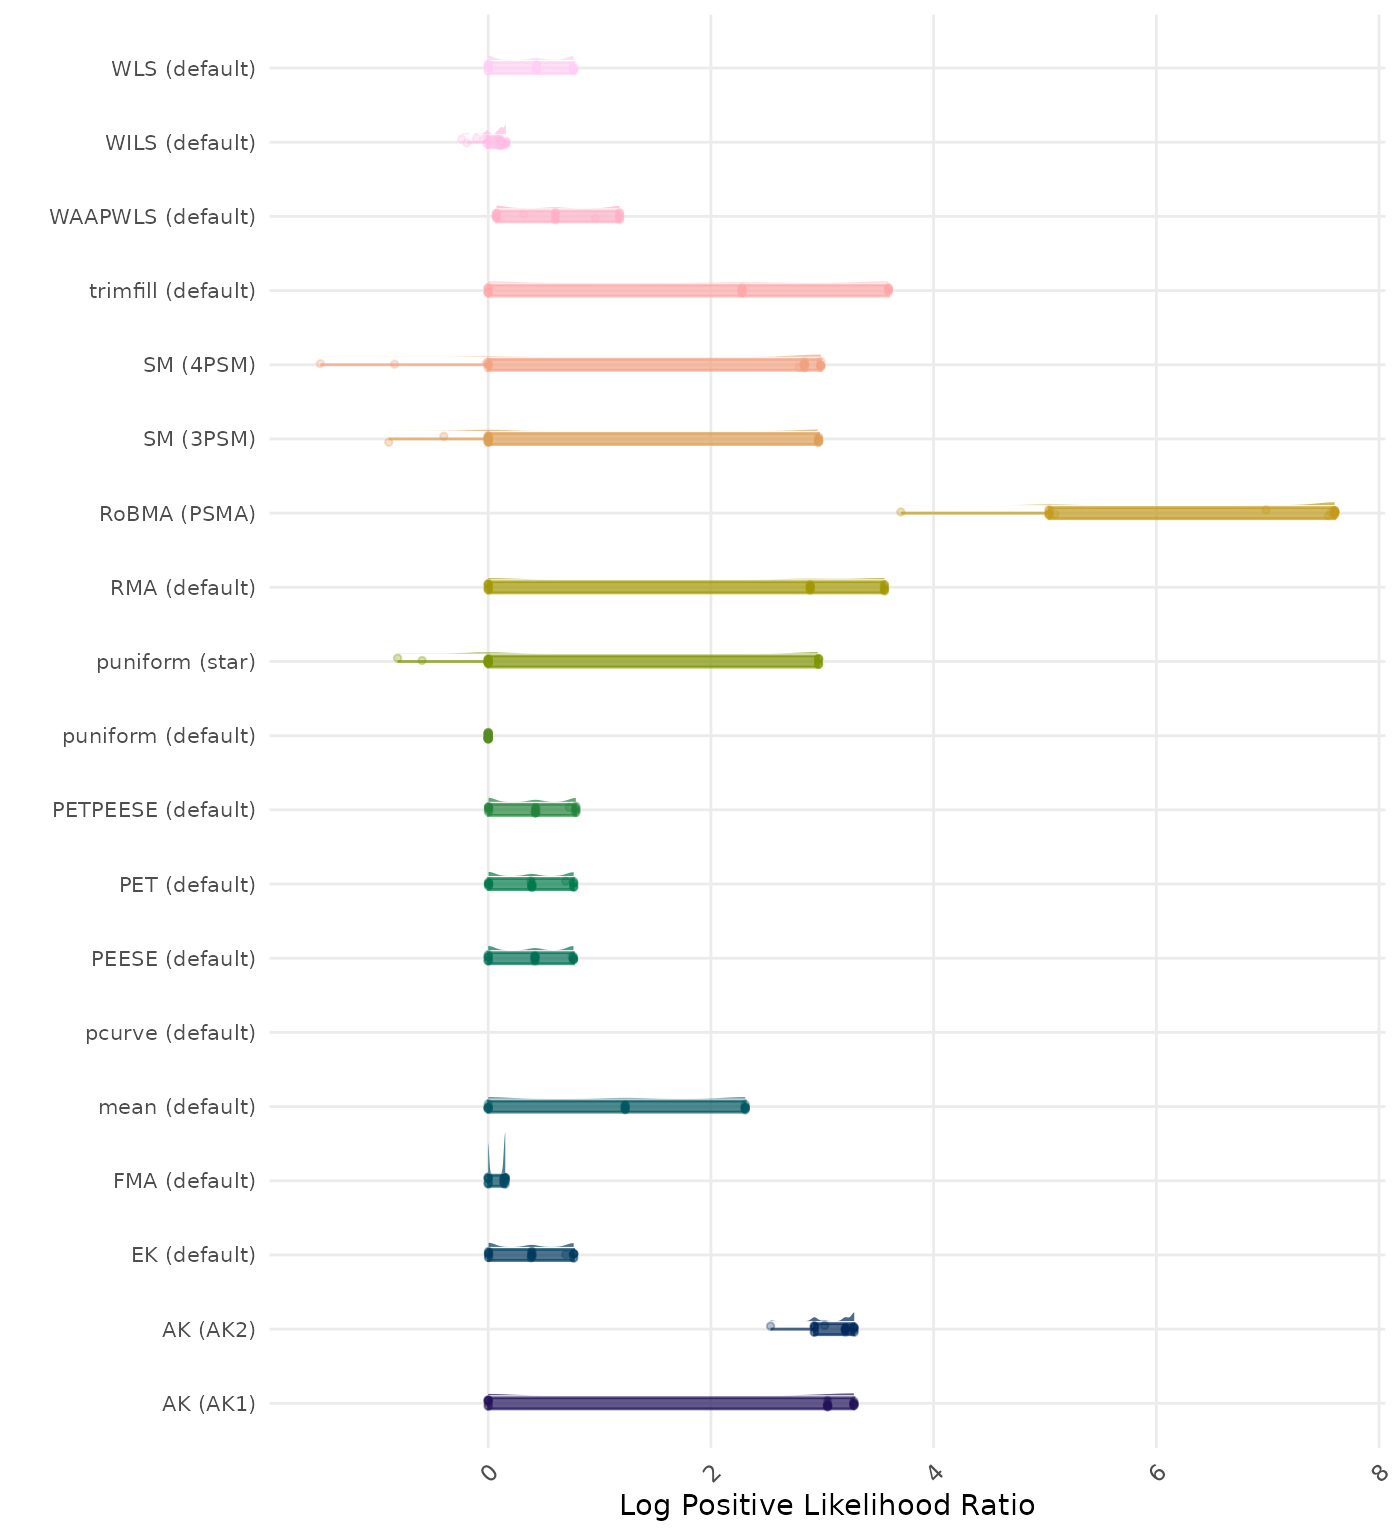 WLS (default)
WILS (default)
WAAPWLS (default)
trimfill (default)
SM (4PSM)
SM (3PSM)
RoBMA (PSMA)
RMA (default)
puniform (star)
puniform (default)
PETPEESE (default)
PET (default)
PEESE (default)
pcurve (default)
mean (default)
FMA (default)
EK (default)
AK (AK2)
AK (AK1)
0 2 4 6 8
Log Positive Likelihood Ratio